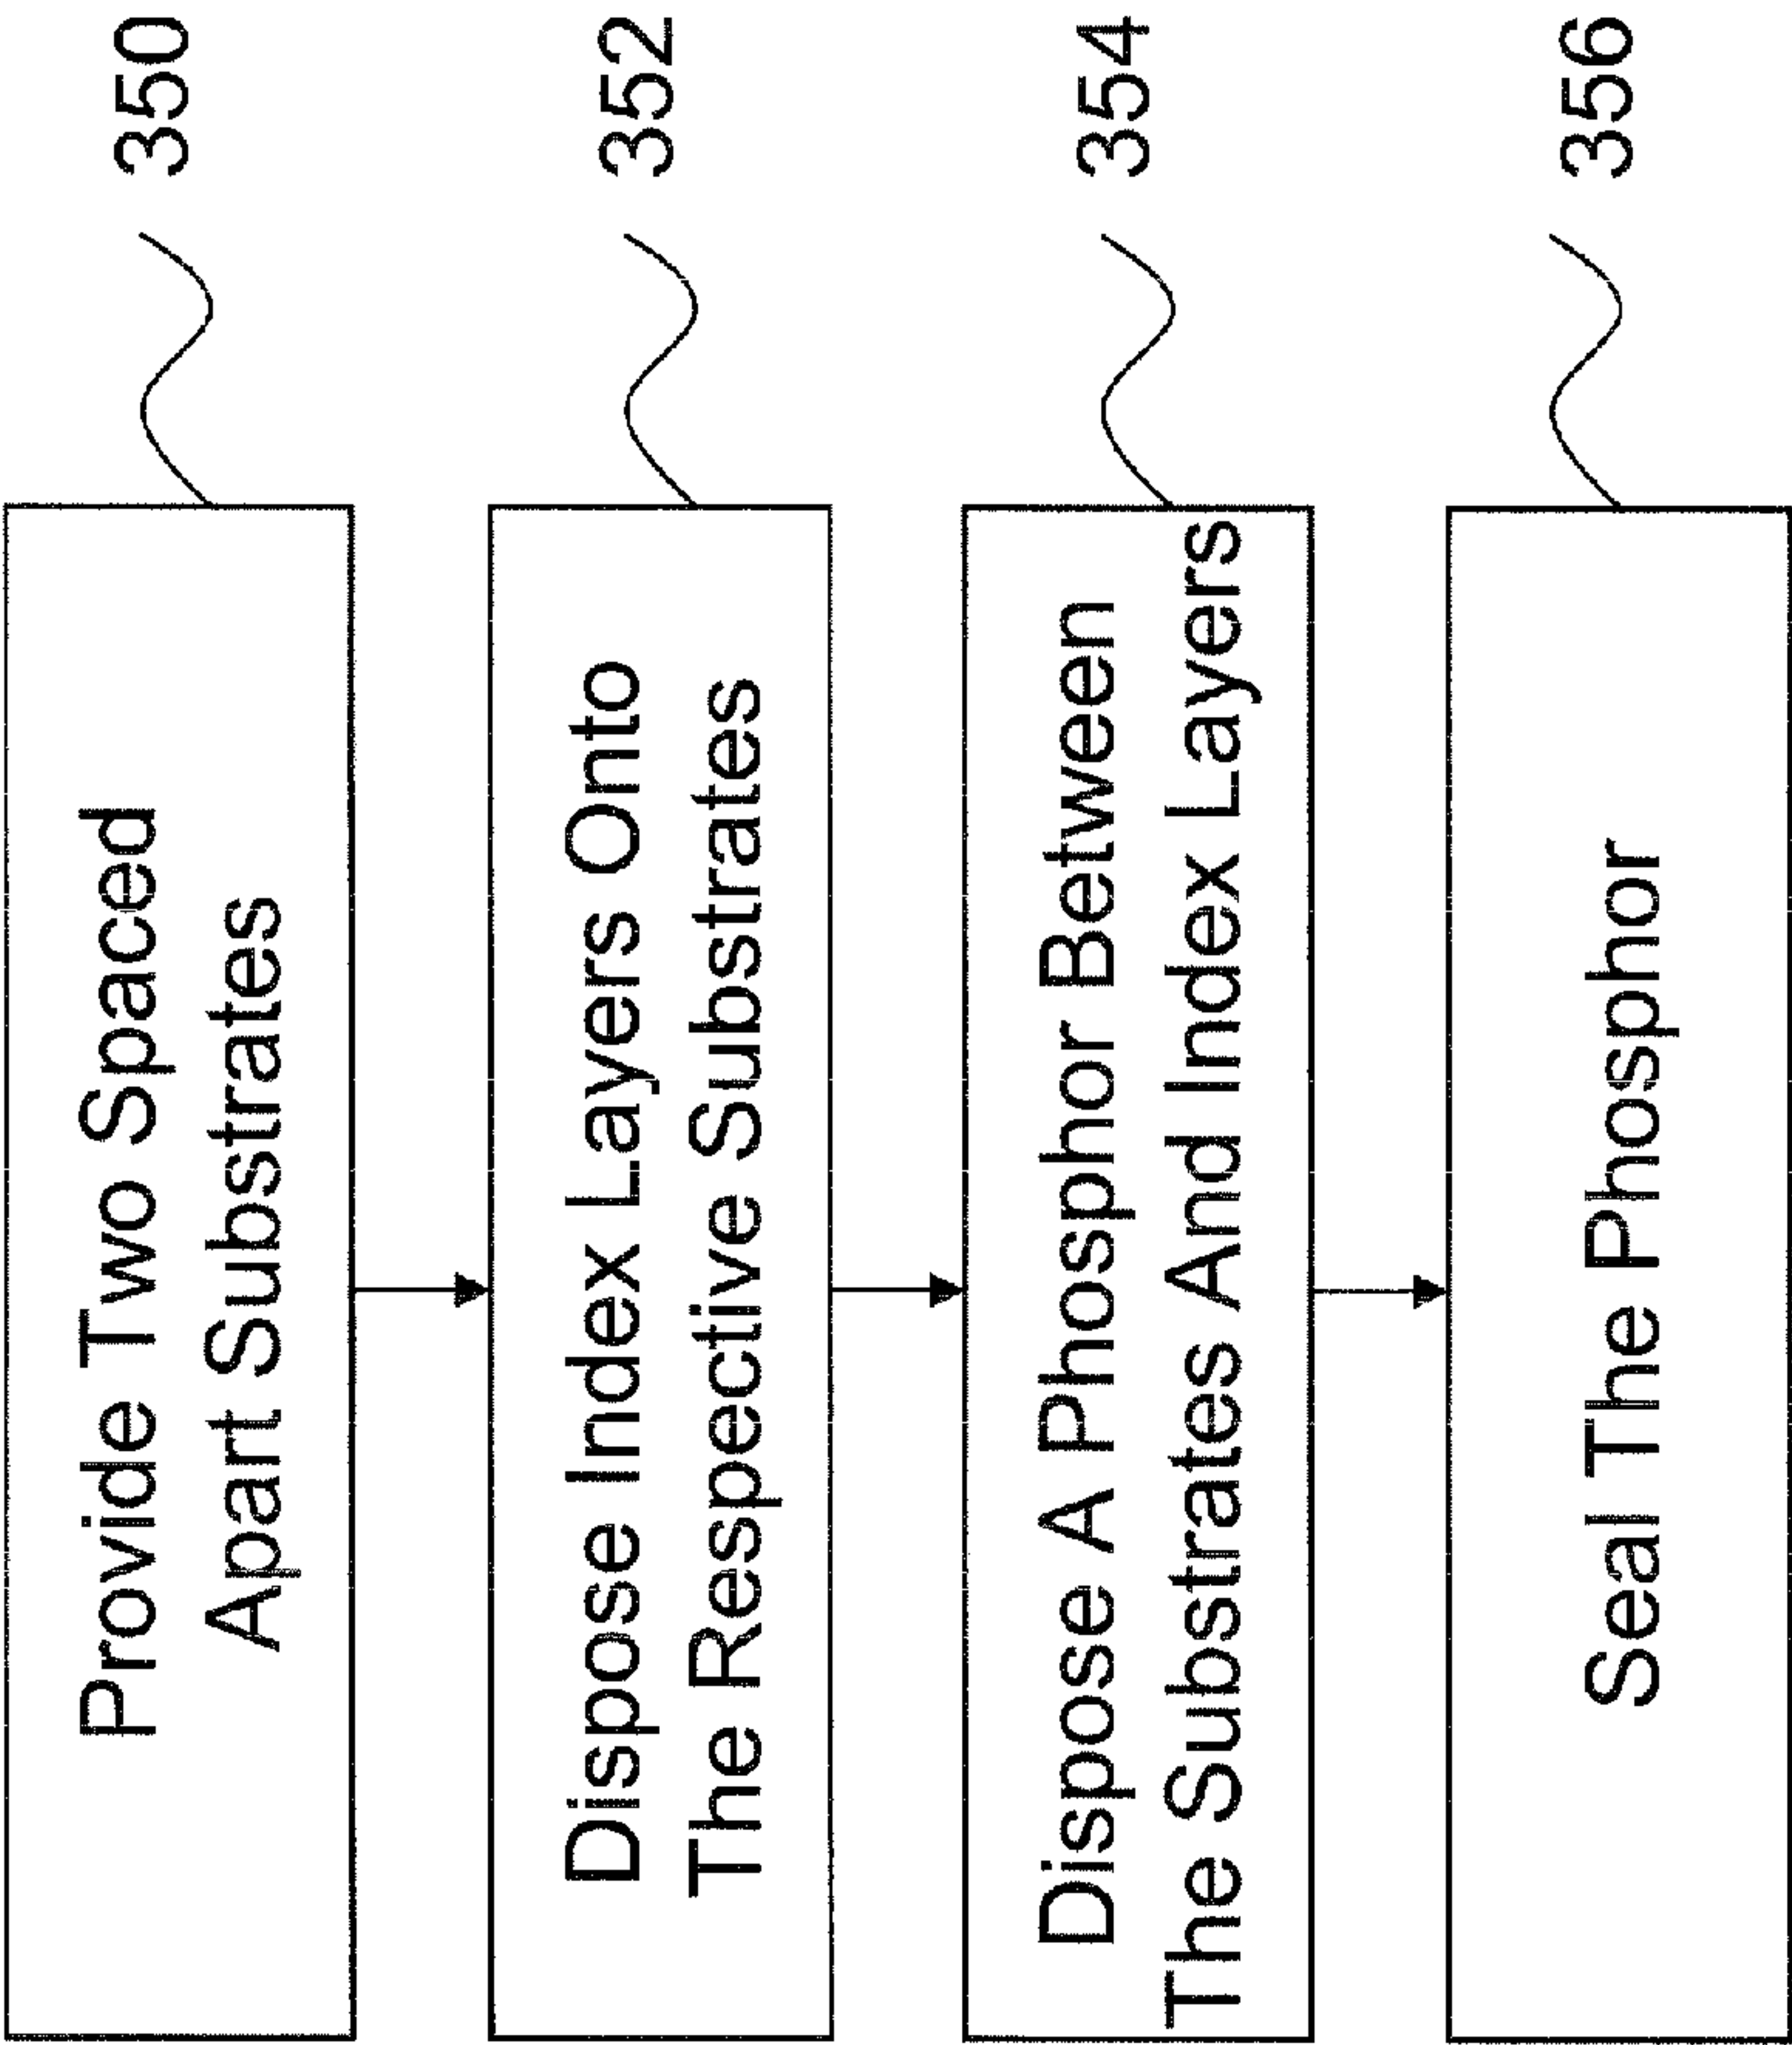 Provide Two Spaced
Apart Substrates
350
Dispose Index Layers Onto
The Respective Substrates
352
Dispose A Phosphor Between
The Substrates And Index Layers
354
Seal The Phosphor
356